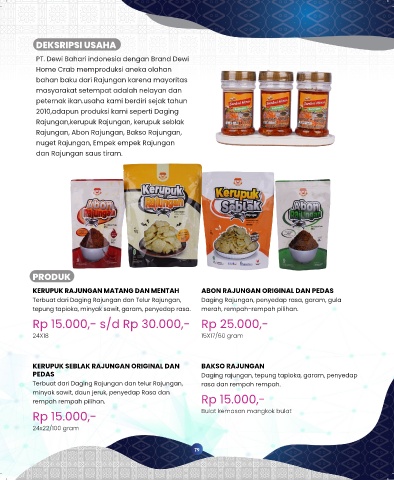 DEKSRIPSI USAHA
PT. Dewi Bahari indonesia dengan Brand Dewi
Home Crab memproduksi aneka olahan
bahan baku dari Rajungan karena mayoritas
masyarakat setempat adalah nelayan dan
peternak ikan.usaha kami berdiri sejak tahun
2010,adapun produksi kami seperti Daging
Rajungan,kerupuk Rajungan, kerupuk seblak
Rajungan, Abon Rajungan, Bakso Rajungan,
nuget Rajungan, Empek empek Rajungan
dan Rajungan saus tiram.
Abon
Rajungan
Kerupuk
Rajungan
Kerupuk
Seblak
Abon
Rajungan
PRODUK
KERUPUK RAJUNGAN MATANG DAN MENTAH
Terbuat dari Daging Rajungan dan Telur Rajungan,
tepung tapioka, minyak sawit, garam, penyedap rasa.
Rp 15.000,- s/d Rp 30.000,-
24X18
ABON RAJUNGAN ORIGINAL DAN PEDAS
Daging Rajungan, penyedap rasa, garam, gula
merah, rempah-rempah pilihan.
Rp 25.000,-
15X17/60 gram
KERUPUK SEBLAK RAJUNGAN ORIGINAL DAN
PEDAS
Terbuat dari Daging Rajungan dan telur Rajungan,
minyak sawit, daun jeruk, penyedap Rasa dan
rempah rempah pilihan.
Rp 15.000,-
24x22/100 gram
BAKSO RAJUNGAN
Daging rajungan, tepung tapioka, garam, penyedap
rasa dan rempah rempah.
Rp 15.000,-
Bulat kemasan mangkok bulat